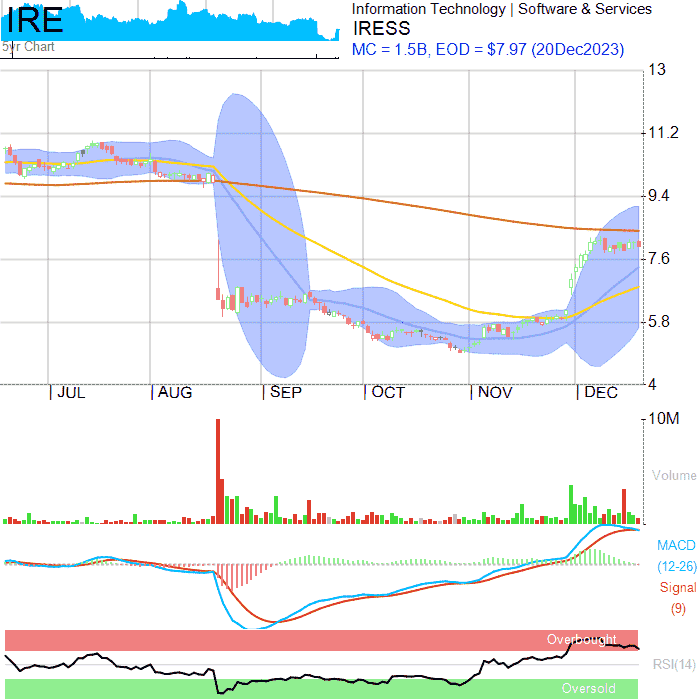 IRE
5yr Chart
Information Technology | Software & Services
IRESS
MC = 1.5B, EOD = $7.97 (20Dec2023)
13
11.2
9.4
7.6
5.8
4
JUL AUG SEP OCT NOV DEC
10M
Volume
MACD
(12-26)
Signal
(9)
Overbought
RSI(14)
Oversold